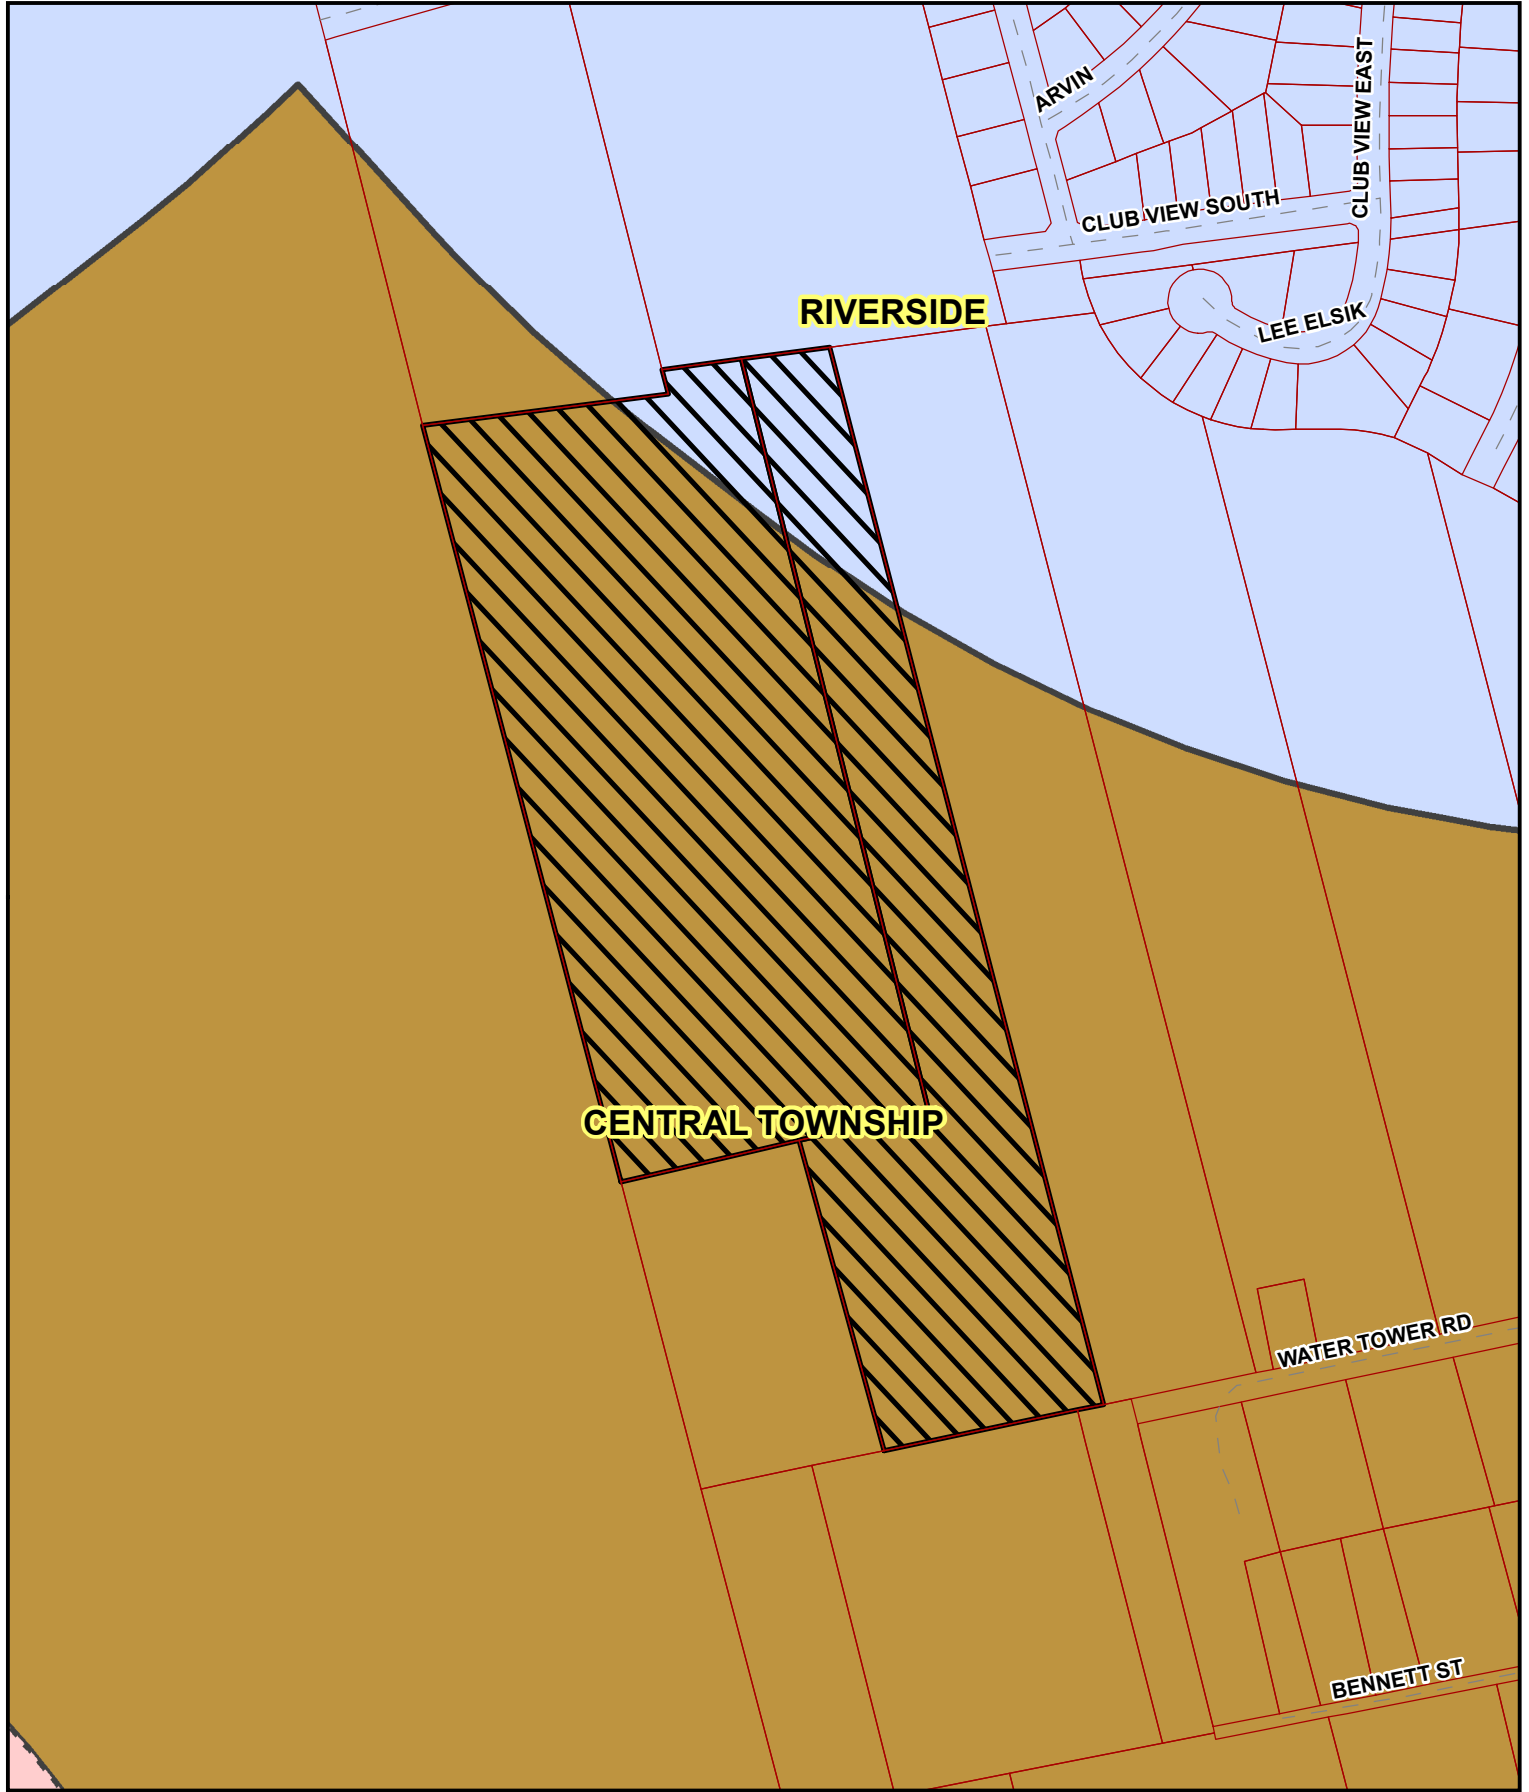 ARVIN
CLUB VIEW EAST
CLUB VIEW SOUTH
RIVERSIDE
LEE ELSIK
CENTRAL TOWNSHIP
WATER TOWER RD
BENNETT ST